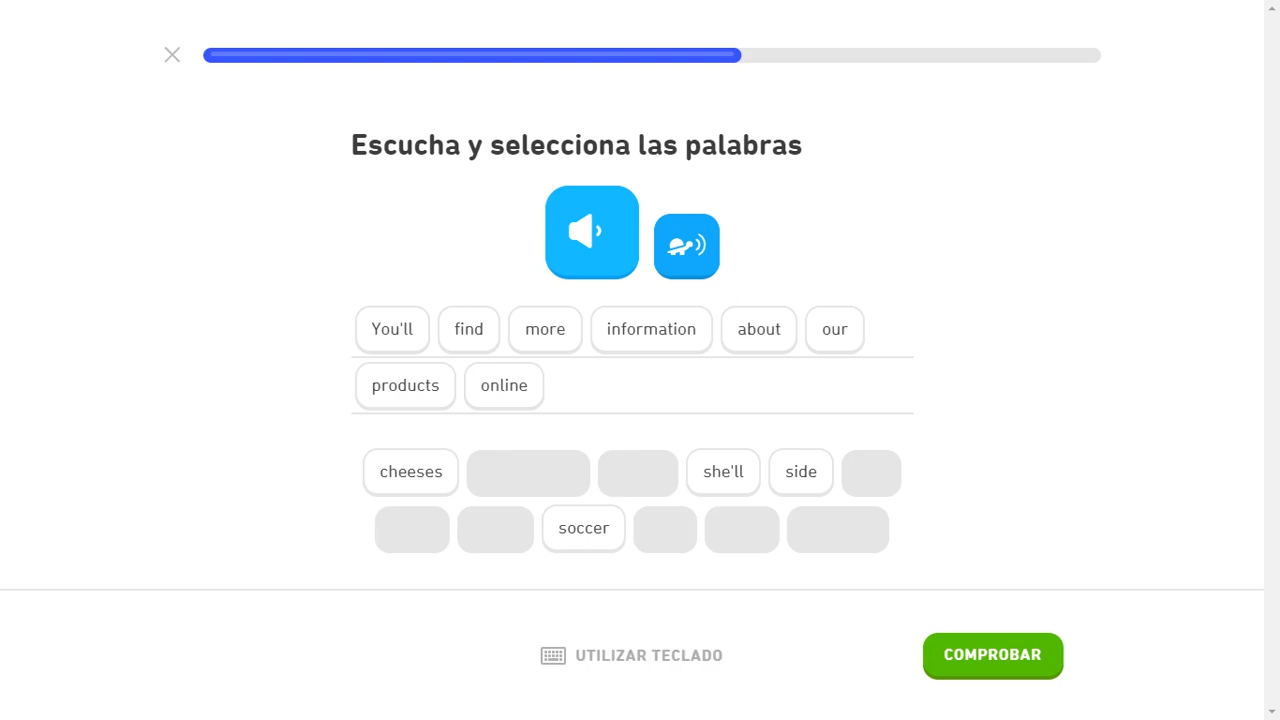 Escucha y selecciona las palabras
You'll find more information about our
products online
cheeses she'll side
soccer
UTILIZAR TECLADO
COMPROBAR